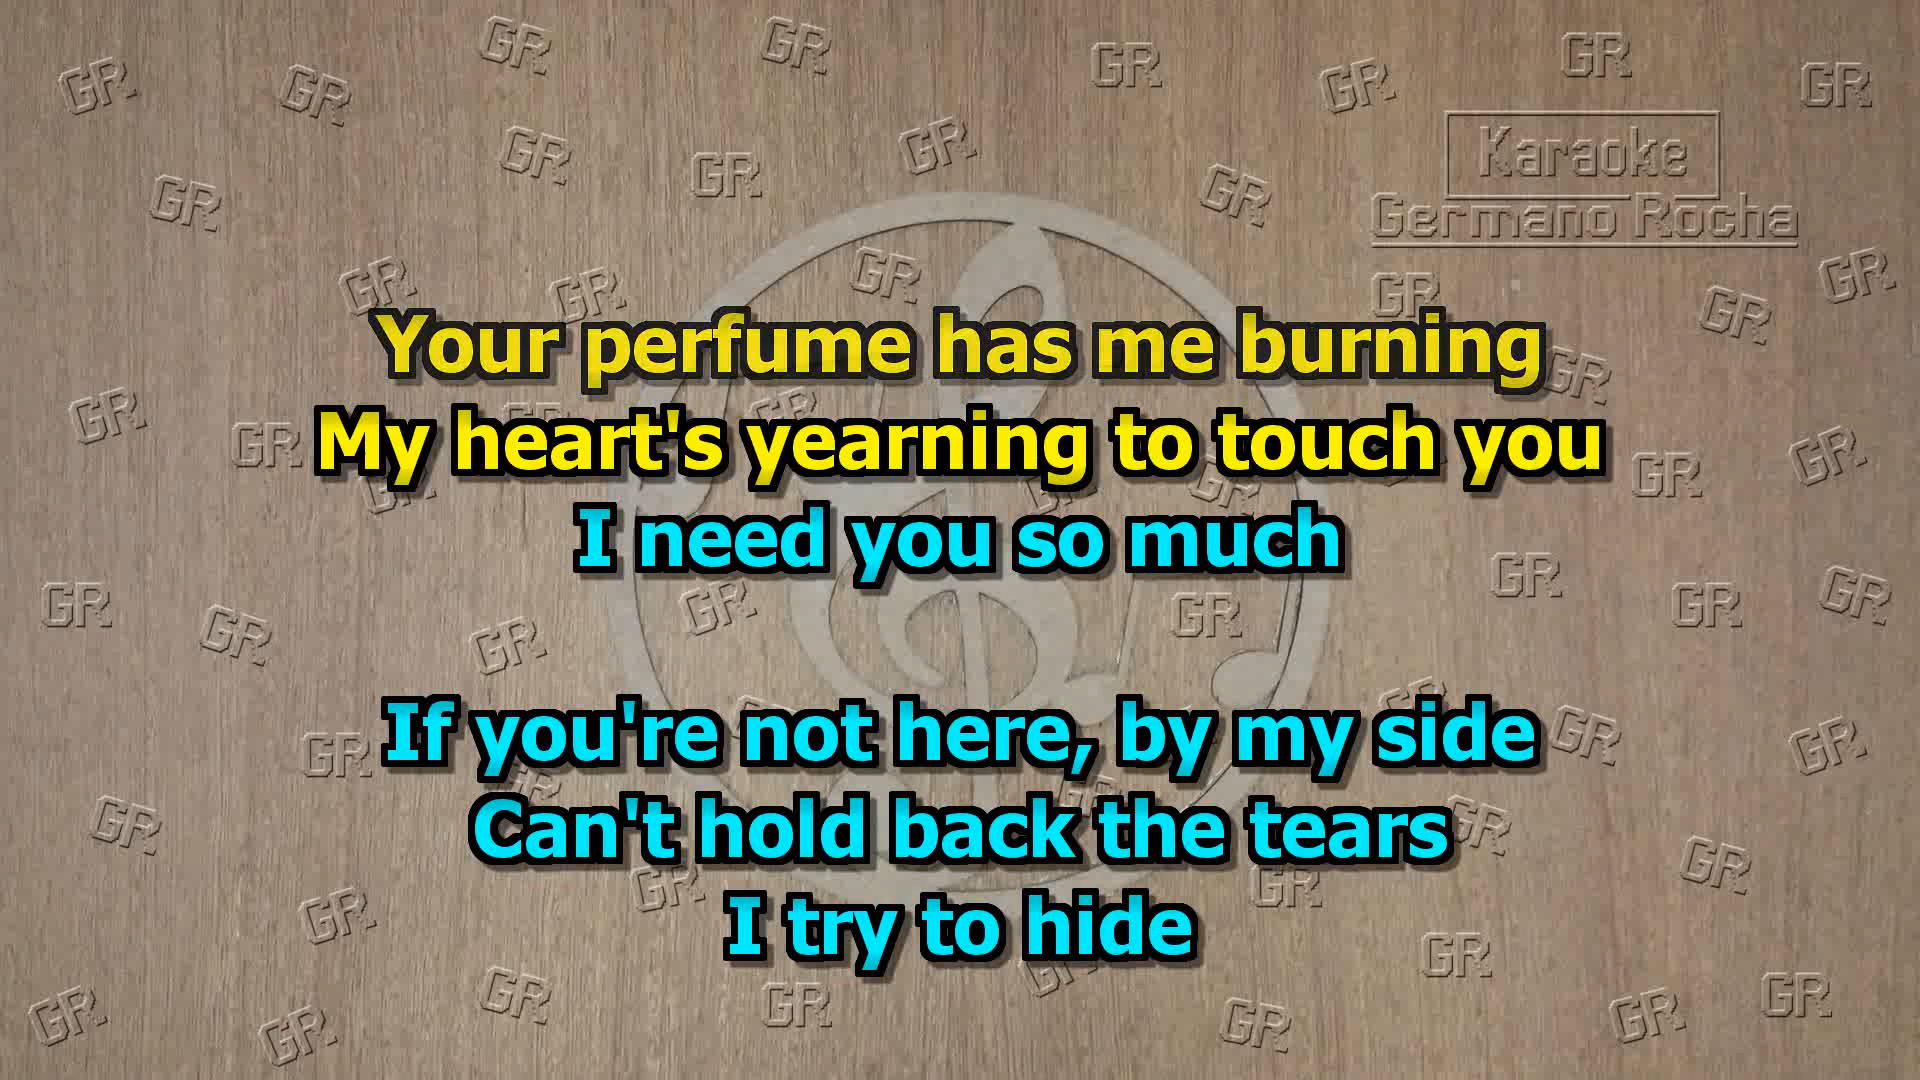 Karaoke
Germano Rocha
Your perfume has me burning
My heart's yearning to touch you
I need you so much
If you're not here, by my side
Can't hold back the tears
I try to hide
GR